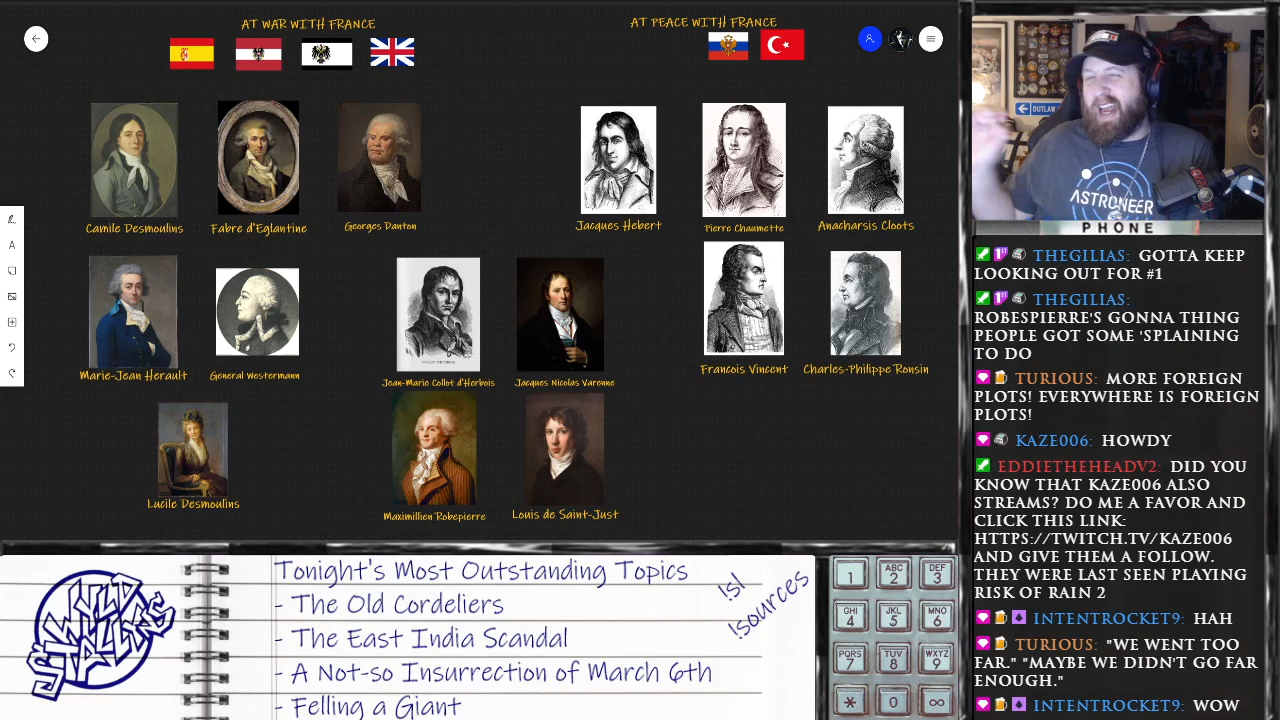 AT WAR WITH FRANCE
AT PEACE WITH FRANCE
Camile Desmoulins
Fabre d'Eglantine
Georges Danton
Jacques Hebert
Pierre Chaumette
Anacharsis Cloots
Marie-Jean Herault
General Westermann
Jean-Marie Collot d'Herbois
Jacques Nicolas Varenne
Francois Vincent
Charles-Philippe Ronsin
Lucile Desmoulins
Maximillien Robepierre
Louis de Saint-Just
WYLD STALLYNS
Tonight's Most Outstanding Topics
- The Old Cordeliers
- The East India Scandal
- A Not-so Insurrection of March 6th
- Felling a Giant
!sl
!sources
1
ABC 2
DEF 3
GHI 4
JKL 5
MNO 6
PQRS 7
TUV 8
WXYZ 9
* 0 ∞
OUTLAW
ASTRONEER
PHONE
THEGILIAS: GOTTA KEEP
LOOKING OUT FOR #1
THEGILIAS:
ROBESPIERRE'S GONNA THING
PEOPLE GOT SOME 'SPLAINING
TO DO
TURIOUS: MORE FOREIGN
PLOTS! EVERYWHERE IS FOREIGN
PLOTS!
KAZE006: HOWDY
EDDIETHEHEADV2: DID YOU
KNOW THAT KAZE006 ALSO
STREAMS? DO ME A FAVOR AND
CLICK THIS LINK:
HTTPS://TWITCH.TV/KAZE006
AND GIVE THEM A FOLLOW.
THEY WERE LAST SEEN PLAYING
RISK OF RAIN 2
INTENTROCKET9: HAH
TURIOUS: "WE WENT TOO
FAR." "MAYBE WE DIDN'T GO FAR
ENOUGH."
INTENTROCKET9: WOW